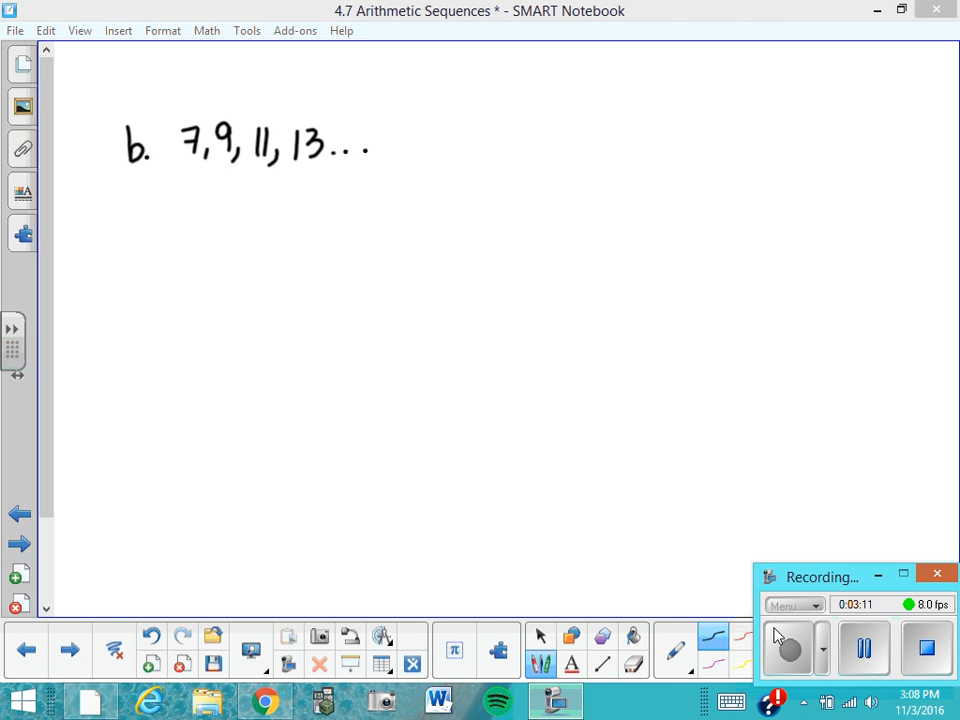 4.7 Arithmetic Sequences * - SMART Notebook
File Edit View Insert Format Math Tools Add-ons Help
b. 7, 9, 11, 13...
Recording...
Menu 0:03:11 8.0 fps
π
A
3:08 PM
11/3/2016